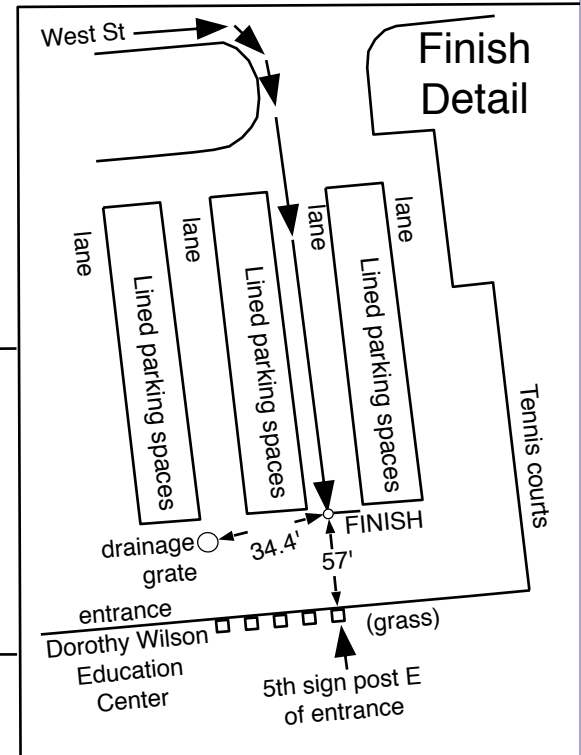 West St
Finish
Detail
lane
lane
lane
lane
Lined parking spaces
Lined parking spaces
Lined parking spaces
Tennis courts
FINISH
drainage
grate
34.4'
57'
entrance
(grass)
Dorothy Wilson
Education
Center
5th sign post E
of entrance